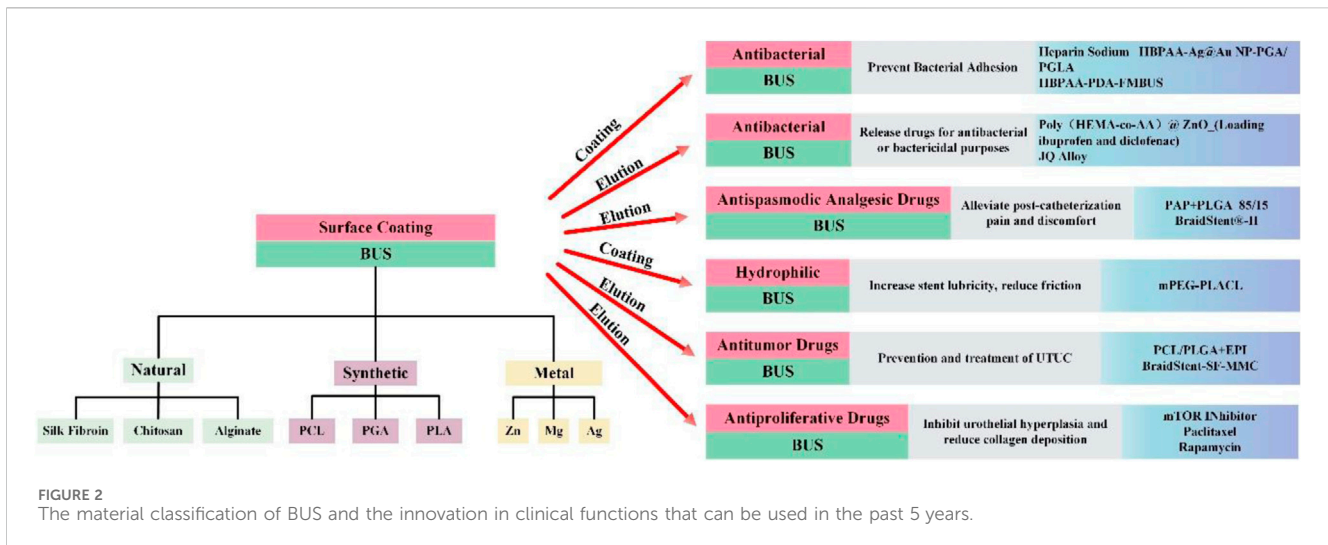 Surface Coating
BUS
Natural
Synthetic
Metal
Silk Fibroin
Chitosan
Alginate
PCL
PGA
PLA
Zn
Mg
Ag
Coating
Elution
Elution
Coating
Elution
Elution
Antibacterial
BUS
Prevent Bacterial Adhesion
Heparin Sodium HBPAA-Ag@Au NP-PGA/
PGLA
HBPAA-PDA-FMBUS
Antibacterial
BUS
Release drugs for antibacterial
or bactericidal purposes
Poly（HEMA-co-AA）@ ZnO_(Loading
ibuprofen and diclofenac)
JQ Alloy
Antispasmodic Analgesic Drugs
BUS
Alleviate post-catheterization
pain and discomfort
PAP+PLGA 85/15
BraidStent®-H
Hydrophilic
BUS
Increase stent lubricity, reduce friction
mPEG-PLACL
Antitumor Drugs
BUS
Prevention and treatment of UTUC
PCL/PLGA+EPI
BraidStent-SF-MMC
Antiproliferative Drugs
BUS
Inhibit urothelial hyperplasia and
reduce collagen deposition
mTOR INhibitor
Paclitaxel
Rapamycin
FIGURE 2
The material classification of BUS and the innovation in clinical functions that can be used in the past 5 years.